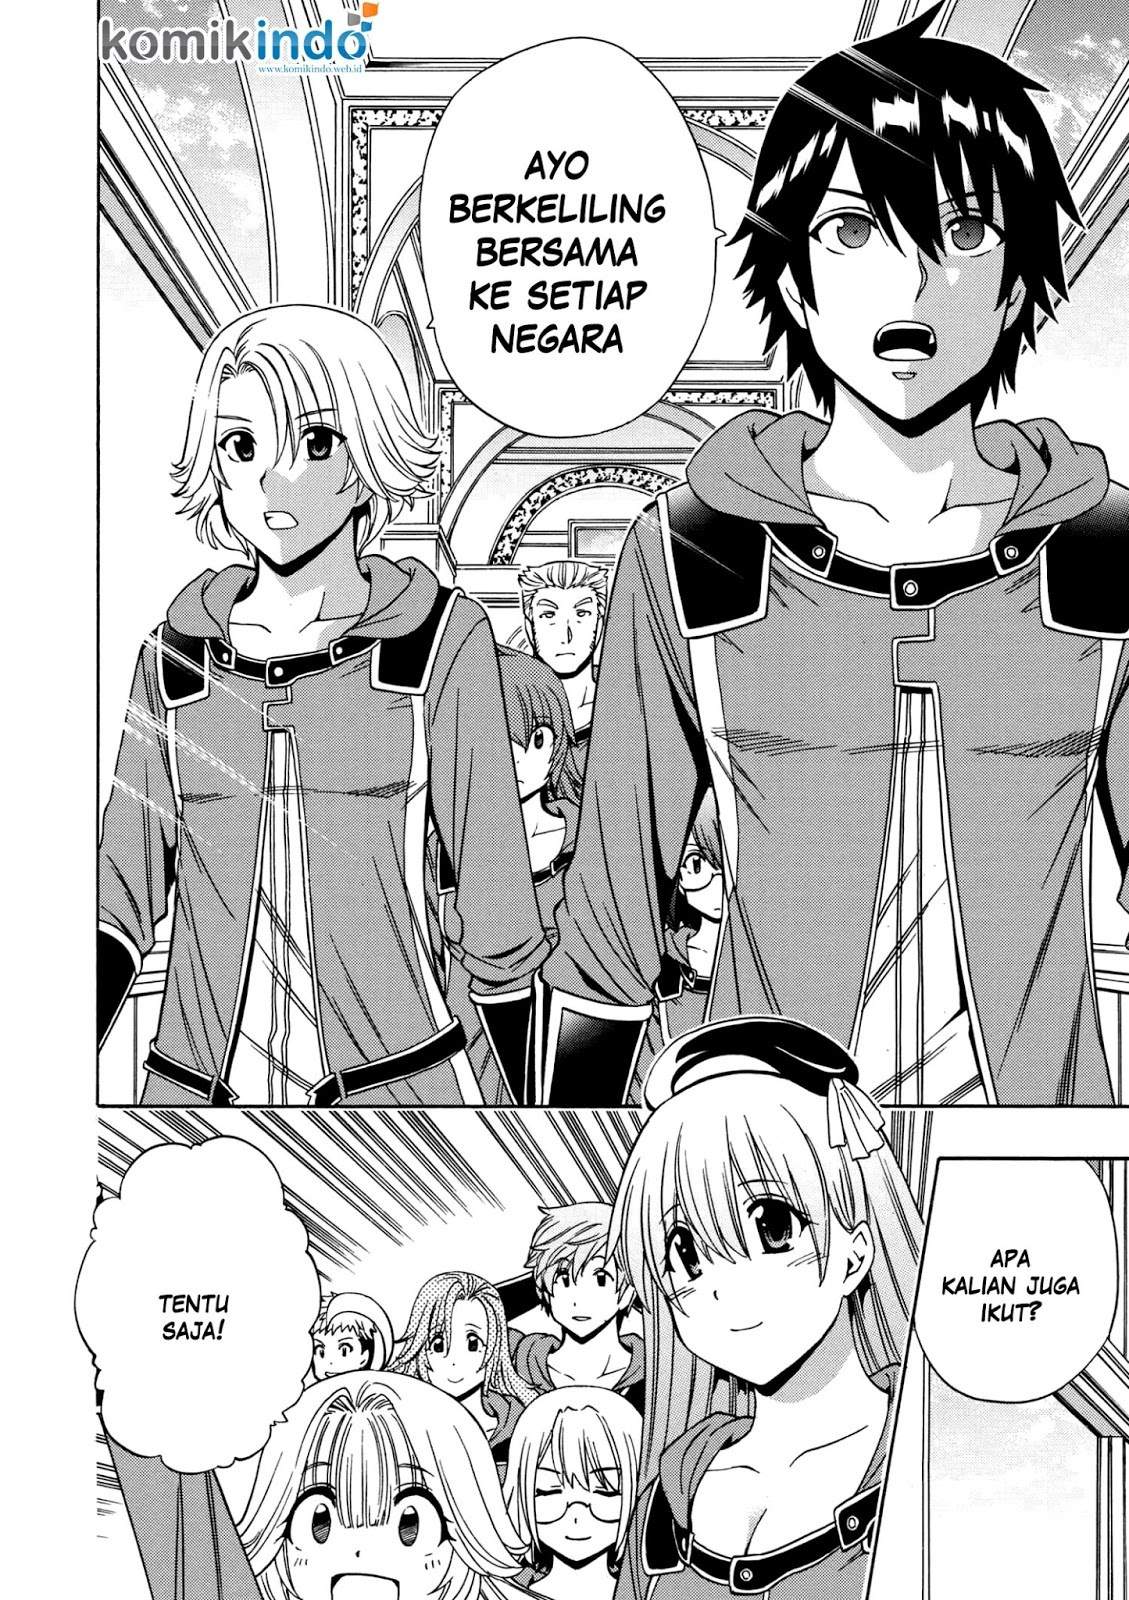 komikindo
www.komikindo.web.id
AYO
BERKELILING
BERSAMA
KE SETIAP
NEGARA
APA
KALIAN JUGA
IKUT?
TENTU
SAJA!